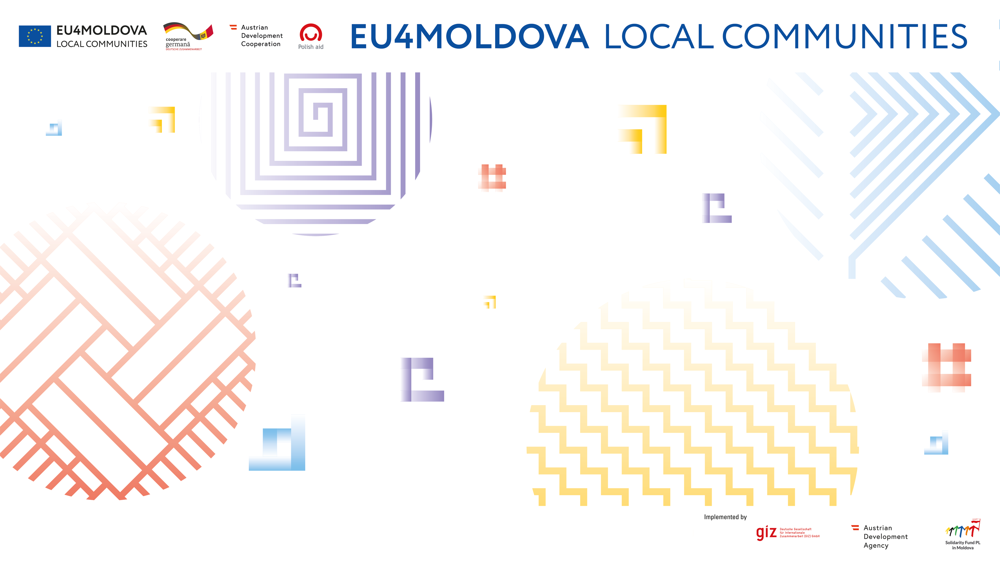 EU4MOLDOVA
LOCAL COMMUNITIES
cooperare
germană
DEUTSCHE ZUSAMMENARBEIT
Austrian
Development
Cooperation
Polish aid
EU4MOLDOVA LOCAL COMMUNITIES
Implemented by
giz
Deutsche Gesellschaft
für Internationale
Zusammenarbeit (GIZ) GmbH
Austrian
Development
Agency
Solidarity Fund PL
in Moldova